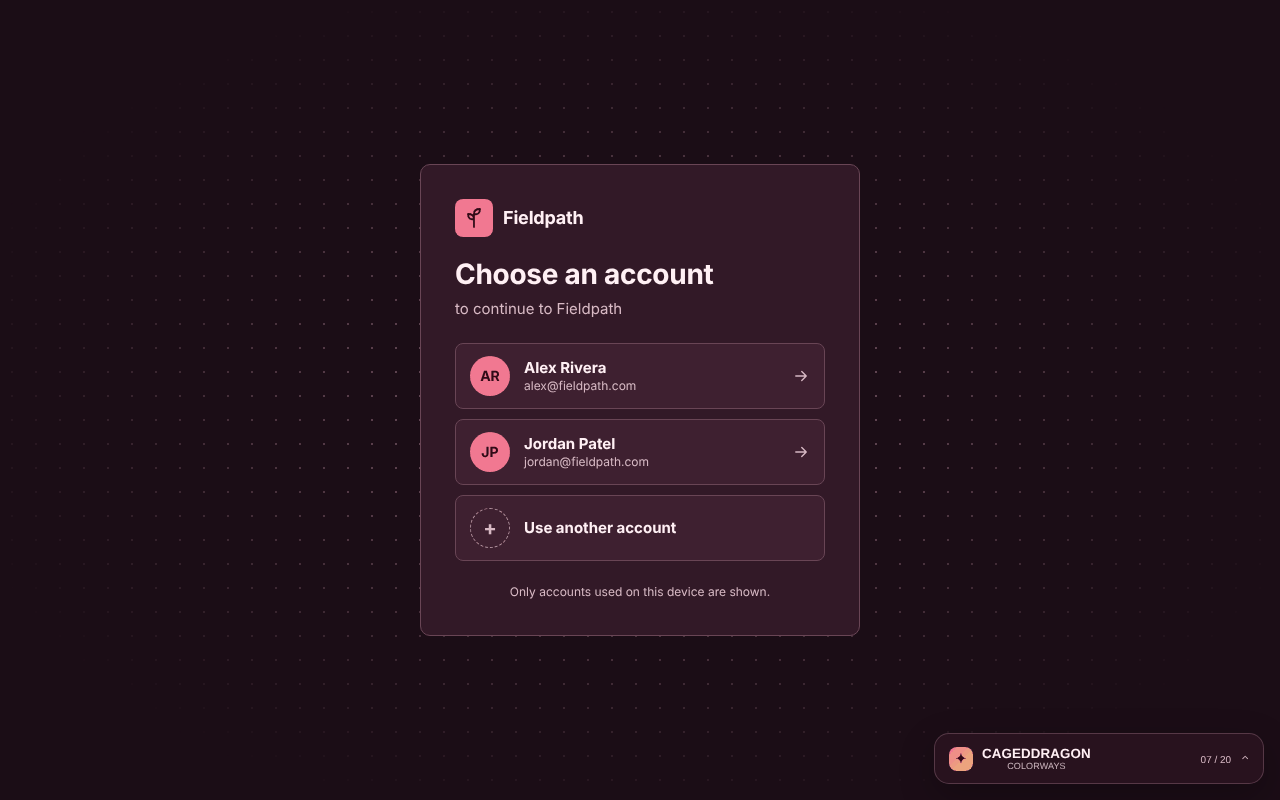 Fieldpath
Choose an account
to continue to Fieldpath
AR
Alex Rivera
alex@fieldpath.com
JP
Jordan Patel
jordan@fieldpath.com
+
Use another account
Only accounts used on this device are shown.
CAGEDDRAGON
COLORWAYS
07 / 20